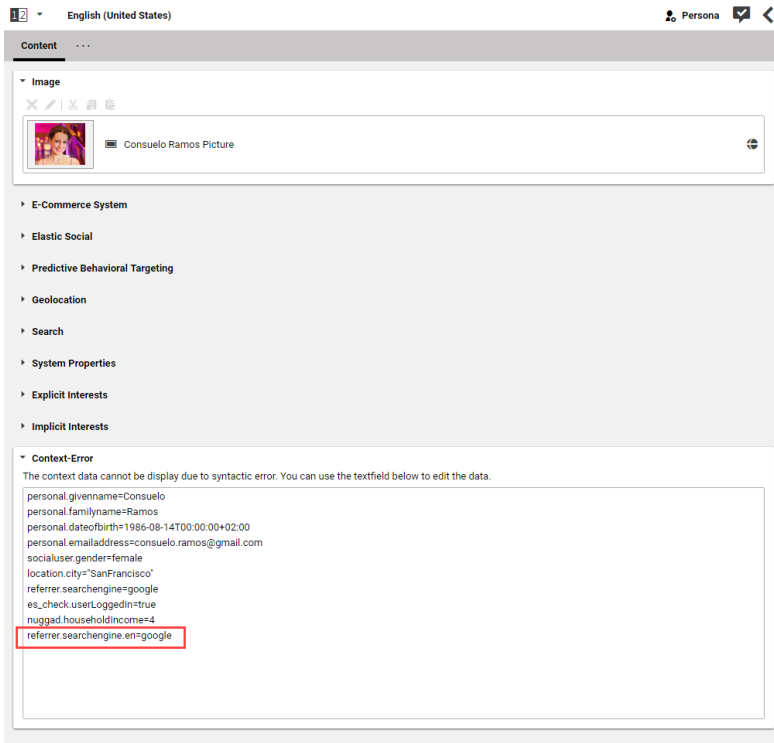 12 English (United States) Persona
Content ...
Image
Consuelo Ramos Picture
E-Commerce System
Elastic Social
Predictive Behavioral Targeting
Geolocation
Search
System Properties
Explicit Interests
Implicit Interests
Context-Error
The context data cannot be display due to syntactic error. You can use the textfield below to edit the data.
personal.givenname=Consuelo
personal.familyname=Ramos
personal.dateofbirth=1986-08-14T00:00:00+02:00
personal.emailaddress=consuelo.ramos@gmail.com
socialuser.gender=female
location.city="SanFrancisco"
referrer.searchengine=google
es_check.userLoggedIn=true
nuggad.householdIncome=4
referrer.searchengine.en=google